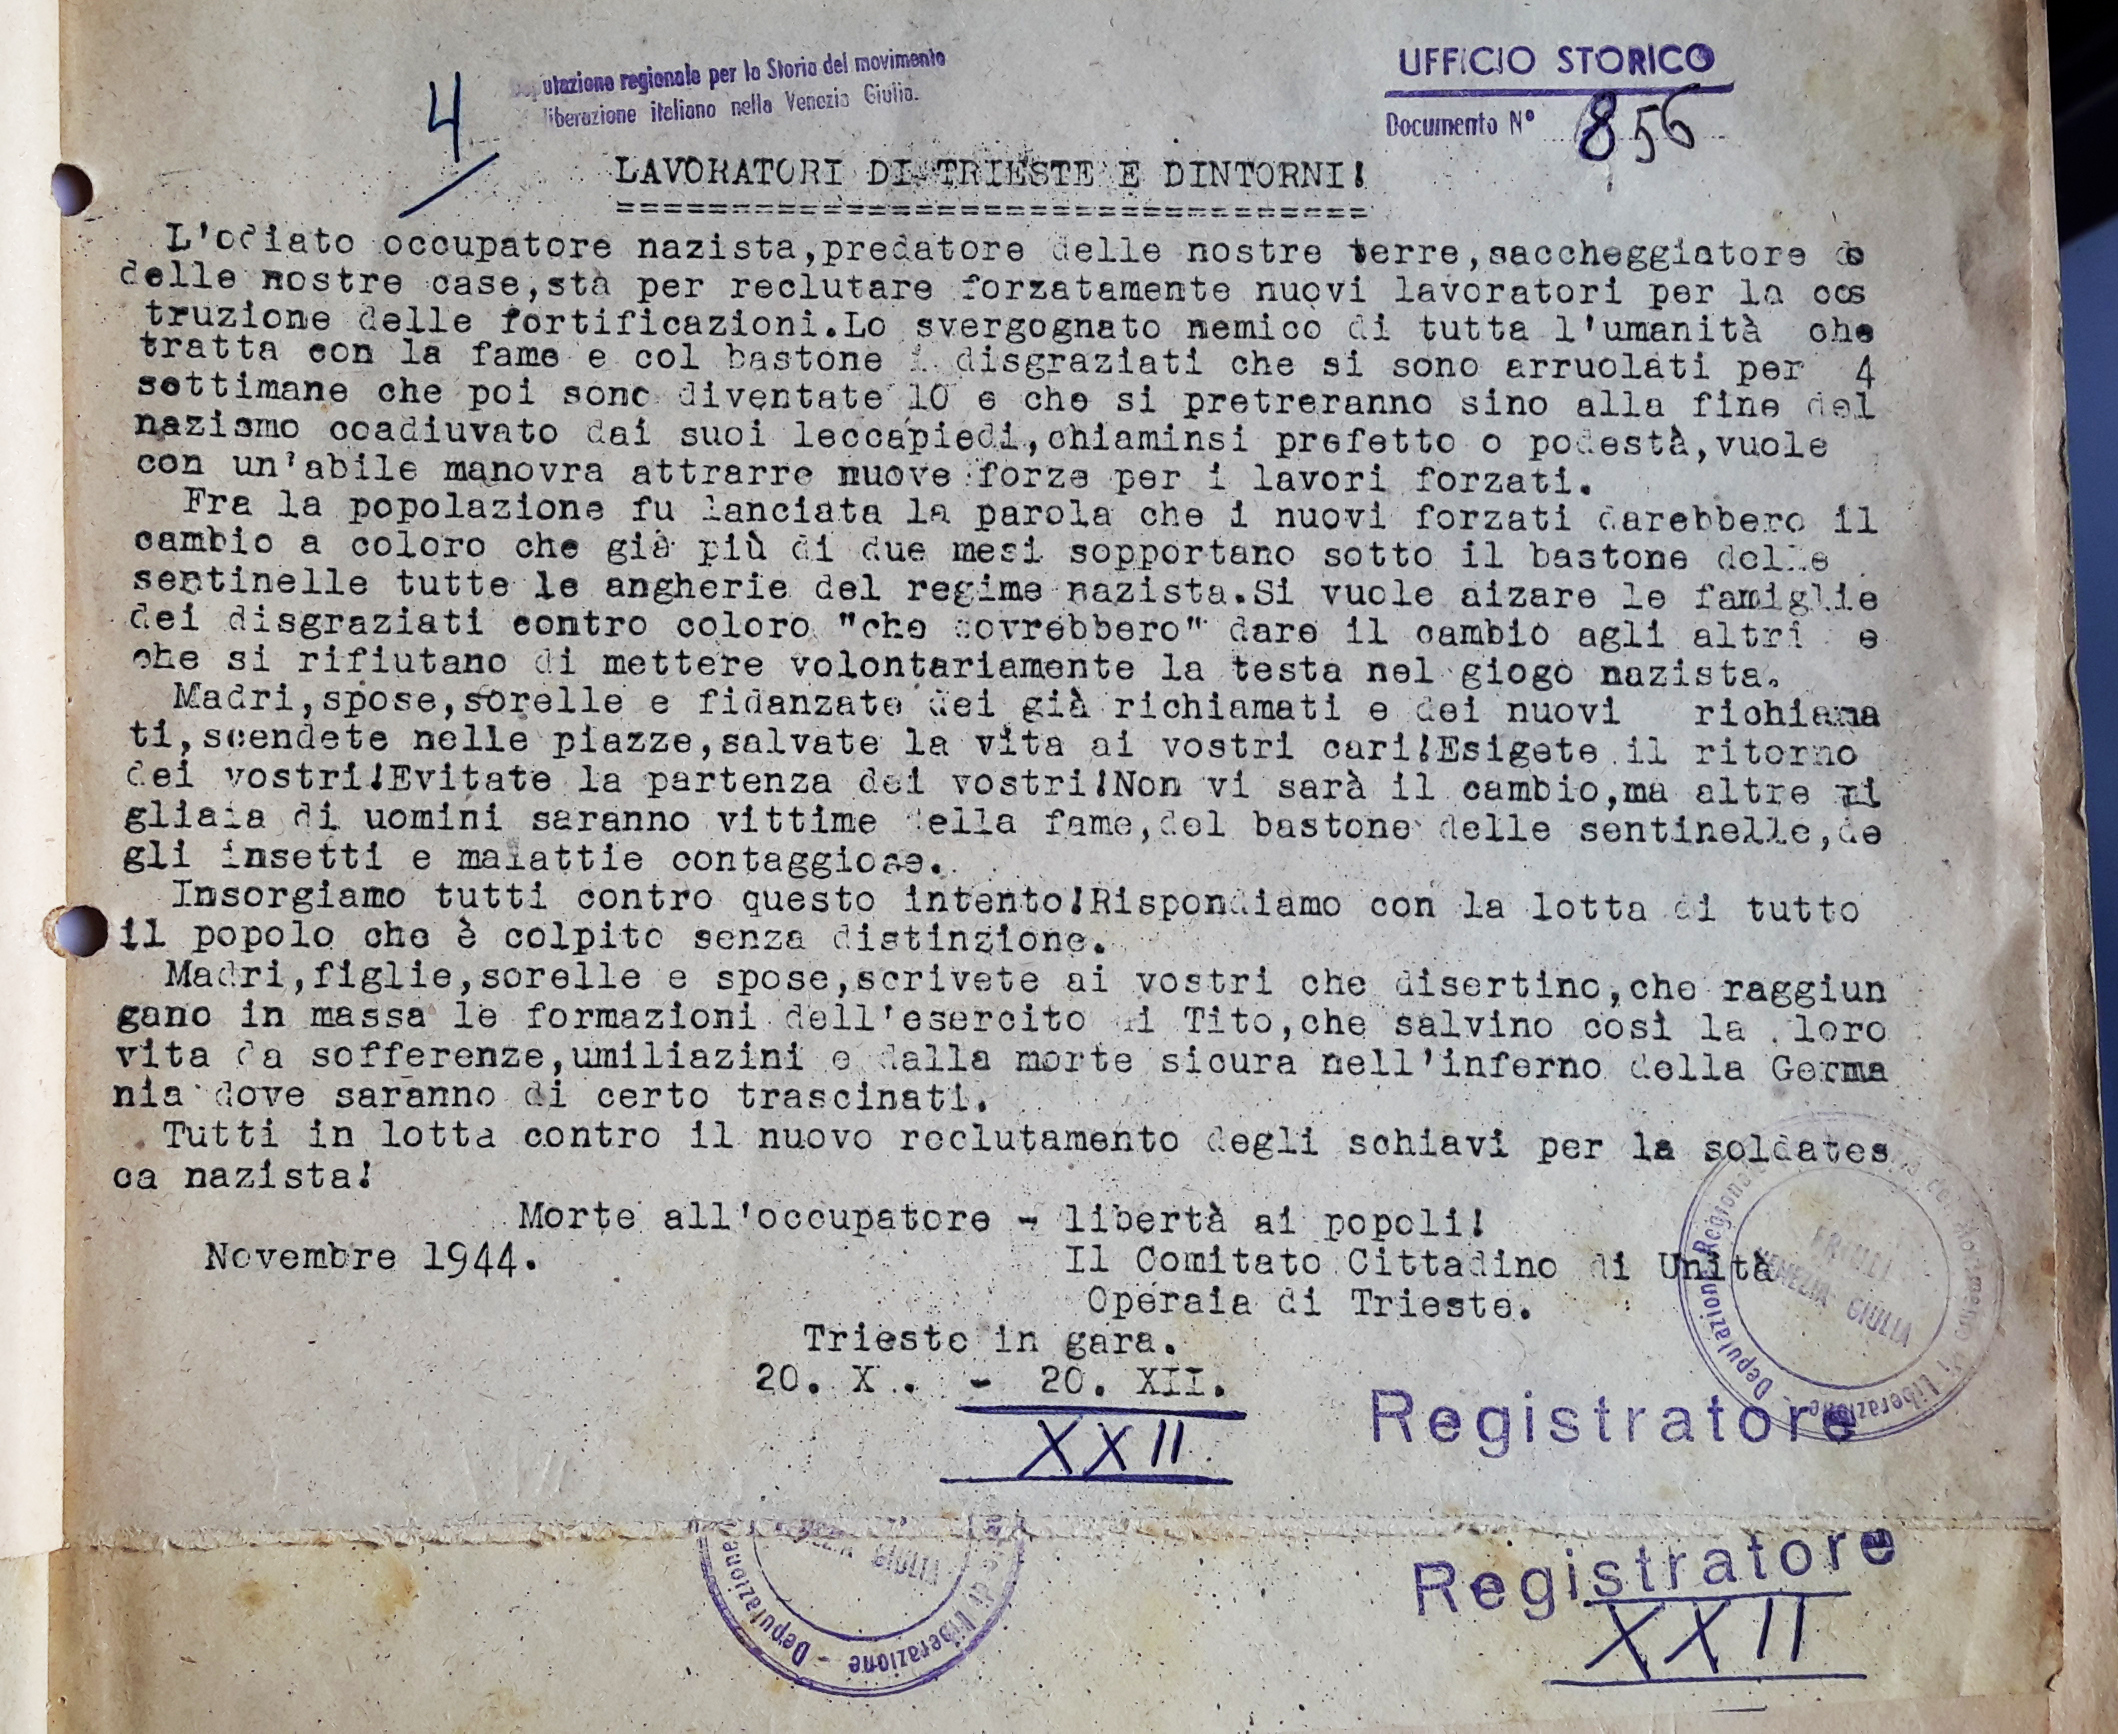 4
Deputazione regionale per la Storia del movimento
liberazione italiano nella Venezia Giulia.
UFFICIO STORICO
Documento N° 856
LAVORATORI DI TRIESTE E DINTORNI!
=================================
L'odiato occupatore nazista,predatore delle nostre terre,saccheggiatore
delle nostre case,stà per reclutare forzatamente nuovi lavoratori per la cos
truzione delle fortificazioni.Lo svergognato nemico di tutta l'umanità che
tratta con la fame e col bastone i disgraziati che si sono arruolati per 4
settimane che poi sono diventate 10 e che si pretreranno sino alla fine del
nazismo coadiuvato dai suoi leccapiedi,chiaminsi prefetto o podestà,vuole
con un'abile manovra attrarre nuove forze per i lavori forzati.
Fra la popolazione fu lanciata la parola che i nuovi forzati darebbero il
cambio a coloro che già più di due mesi sopportano sotto il bastone delle
sentinelle tutte le angherie del regime nazista.Si vuole aizare le famiglie
dei disgraziati contro coloro "che dovrebbero" dare il cambio agli altri e
che si rifiutano di mettere volontariamente la testa nel giogo nazista.
Madri,spose,sorelle e fidanzate dei già richiamati e dei nuovi richiama
ti,scendete nelle piazze,salvate la vita ai vostri cari!Esigete il ritorno
dei vostri!Evitate la partenza dei vostri!Non vi sarà il cambio,ma altre mi
gliaia di uomini saranno vittime della fame,del bastone delle sentinelle,de
gli insetti e malattie contaggiose.
Insorgiamo tutti contro questo intento!Rispondiamo con la lotta di tutto
il popolo che è colpito senza distinzione.
Madri,figlie,sorelle e spose,scrivete ai vostri che disertino,che raggiun
gano in massa le formazioni dell'esercito di Tito,che salvino così la loro
vita da sofferenze,umiliazini e dalla morte sicura nell'inferno della Germa
nia dove saranno di certo trascinati.
Tutti in lotta contro il nuovo reclutamento degli schiavi per la soldates
ca nazista!
Morte all'occupatore - libertà ai popoli!
Novembre 1944.
Il Comitato Cittadino di Unità
Operaia di Trieste.
Trieste in gara.
20. X. - 20. XII.
XXII
Registratore
Deputazione Regionale del Movimento di Liberazione
FRIULI
VENEZIA GIULIA
Deputazione Liberazione
VENEZIA GIULIA
Registratore
XXII